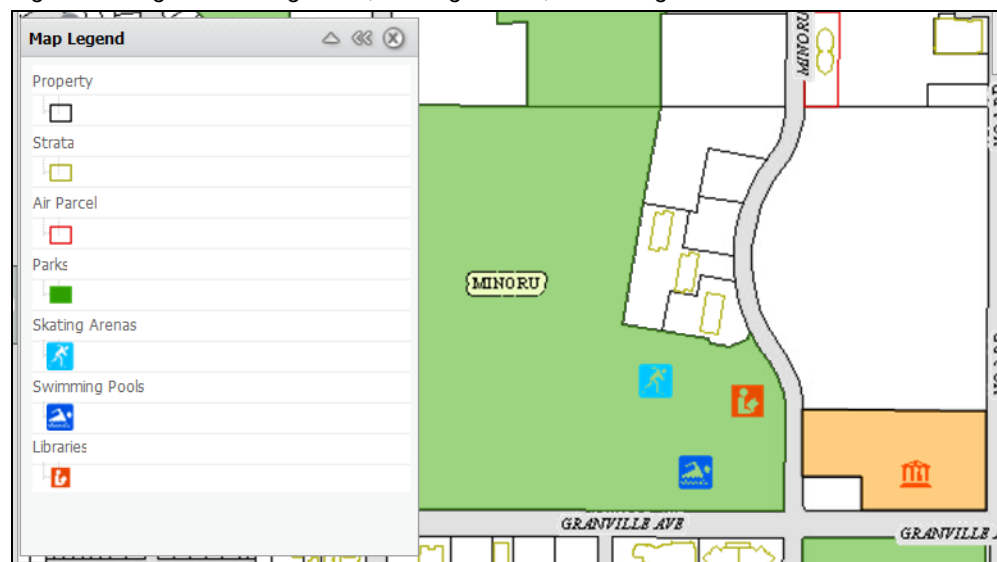 Map Legend
Property
Strata
Air Parcel
Parks
Skating Arenas
Swimming Pools
Libraries
MINORU
MINORU
GRANVILLE AVE
GRANVILLE